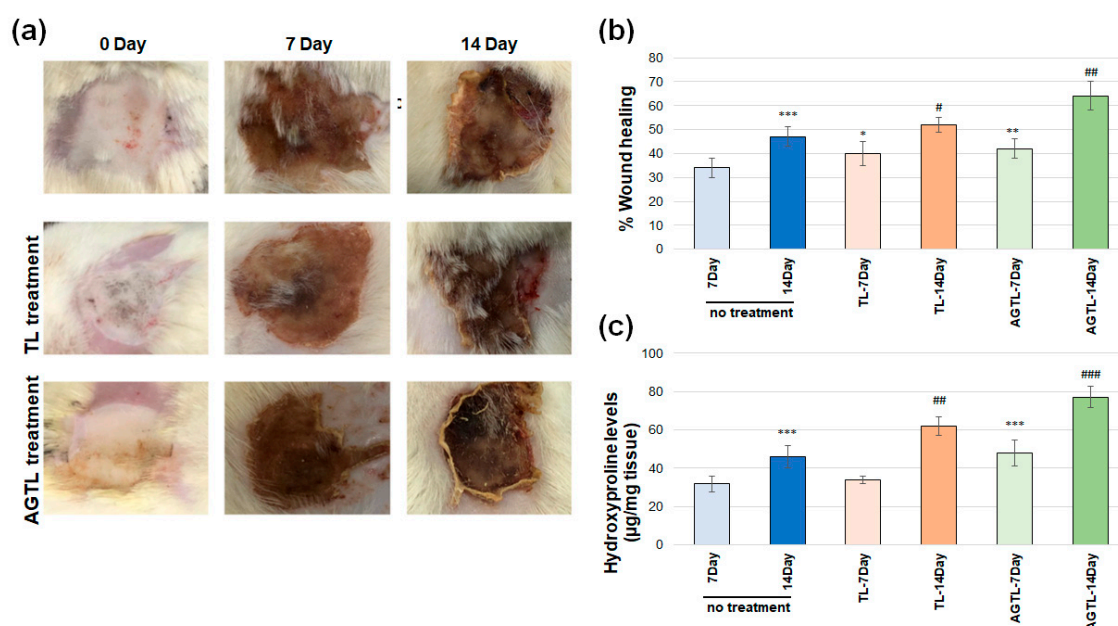 (a)
0 Day
7 Day
14 Day
TL treatment
AGTL treatment
(b)
% Wound healing
80
70
60
50
40
30
20
10
0
***
*
#
**
##
7Day
14Day
TL-7Day
TL-14Day
AGTL-7Day
AGTL-14Day
no treatment
(c)
Hydroxyproline levels
(µg/mg tissue)
100
80
60
40
20
0
***
##
***
###
7Day
14Day
TL-7Day
TL-14Day
AGTL-7Day
AGTL-14Day
no treatment